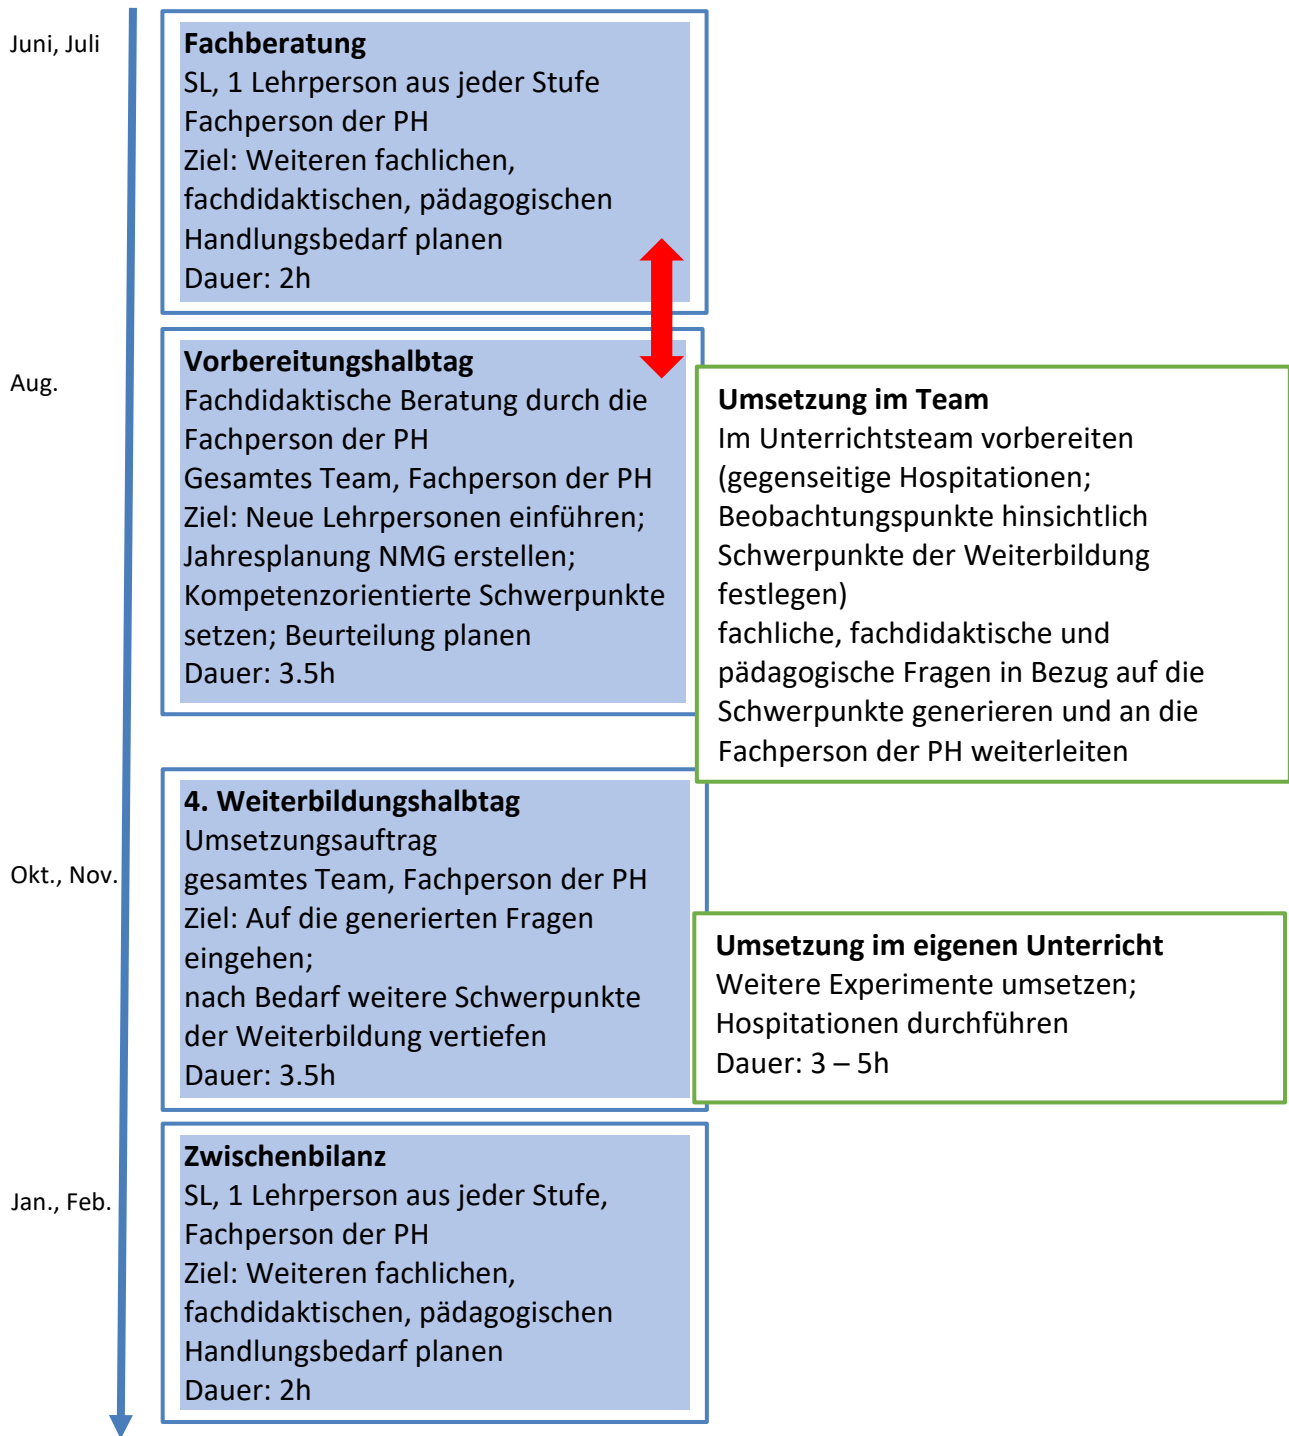 Juni, Juli
Fachberatung
SL, 1 Lehrperson aus jeder Stufe
Fachperson der PH
Ziel: Weiteren fachlichen,
fachdidaktischen, pädagogischen
Handlungsbedarf planen
Dauer: 2h
Aug.
Vorbereitungshalbtag
Fachdidaktische Beratung durch die
Fachperson der PH
Gesamtes Team, Fachperson der PH
Ziel: Neue Lehrpersonen einführen;
Jahresplanung NMG erstellen;
Kompetenzorientierte Schwerpunkte
setzen; Beurteilung planen
Dauer: 3.5h
Umsetzung im Team
Im Unterrichtsteam vorbereiten
(gegenseitige Hospitationen;
Beobachtungspunkte hinsichtlich
Schwerpunkte der Weiterbildung
festlegen)
fachliche, fachdidaktische und
pädagogische Fragen in Bezug auf die
Schwerpunkte generieren und an die
Fachperson der PH weiterleiten
Okt., Nov.
4. Weiterbildungshalbtag
Umsetzungsauftrag
gesamtes Team, Fachperson der PH
Ziel: Auf die generierten Fragen
eingehen;
nach Bedarf weitere Schwerpunkte
der Weiterbildung vertiefen
Dauer: 3.5h
Umsetzung im eigenen Unterricht
Weitere Experimente umsetzen;
Hospitationen durchführen
Dauer: 3 – 5h
Jan., Feb.
Zwischenbilanz
SL, 1 Lehrperson aus jeder Stufe,
Fachperson der PH
Ziel: Weiteren fachlichen,
fachdidaktischen, pädagogischen
Handlungsbedarf planen
Dauer: 2h